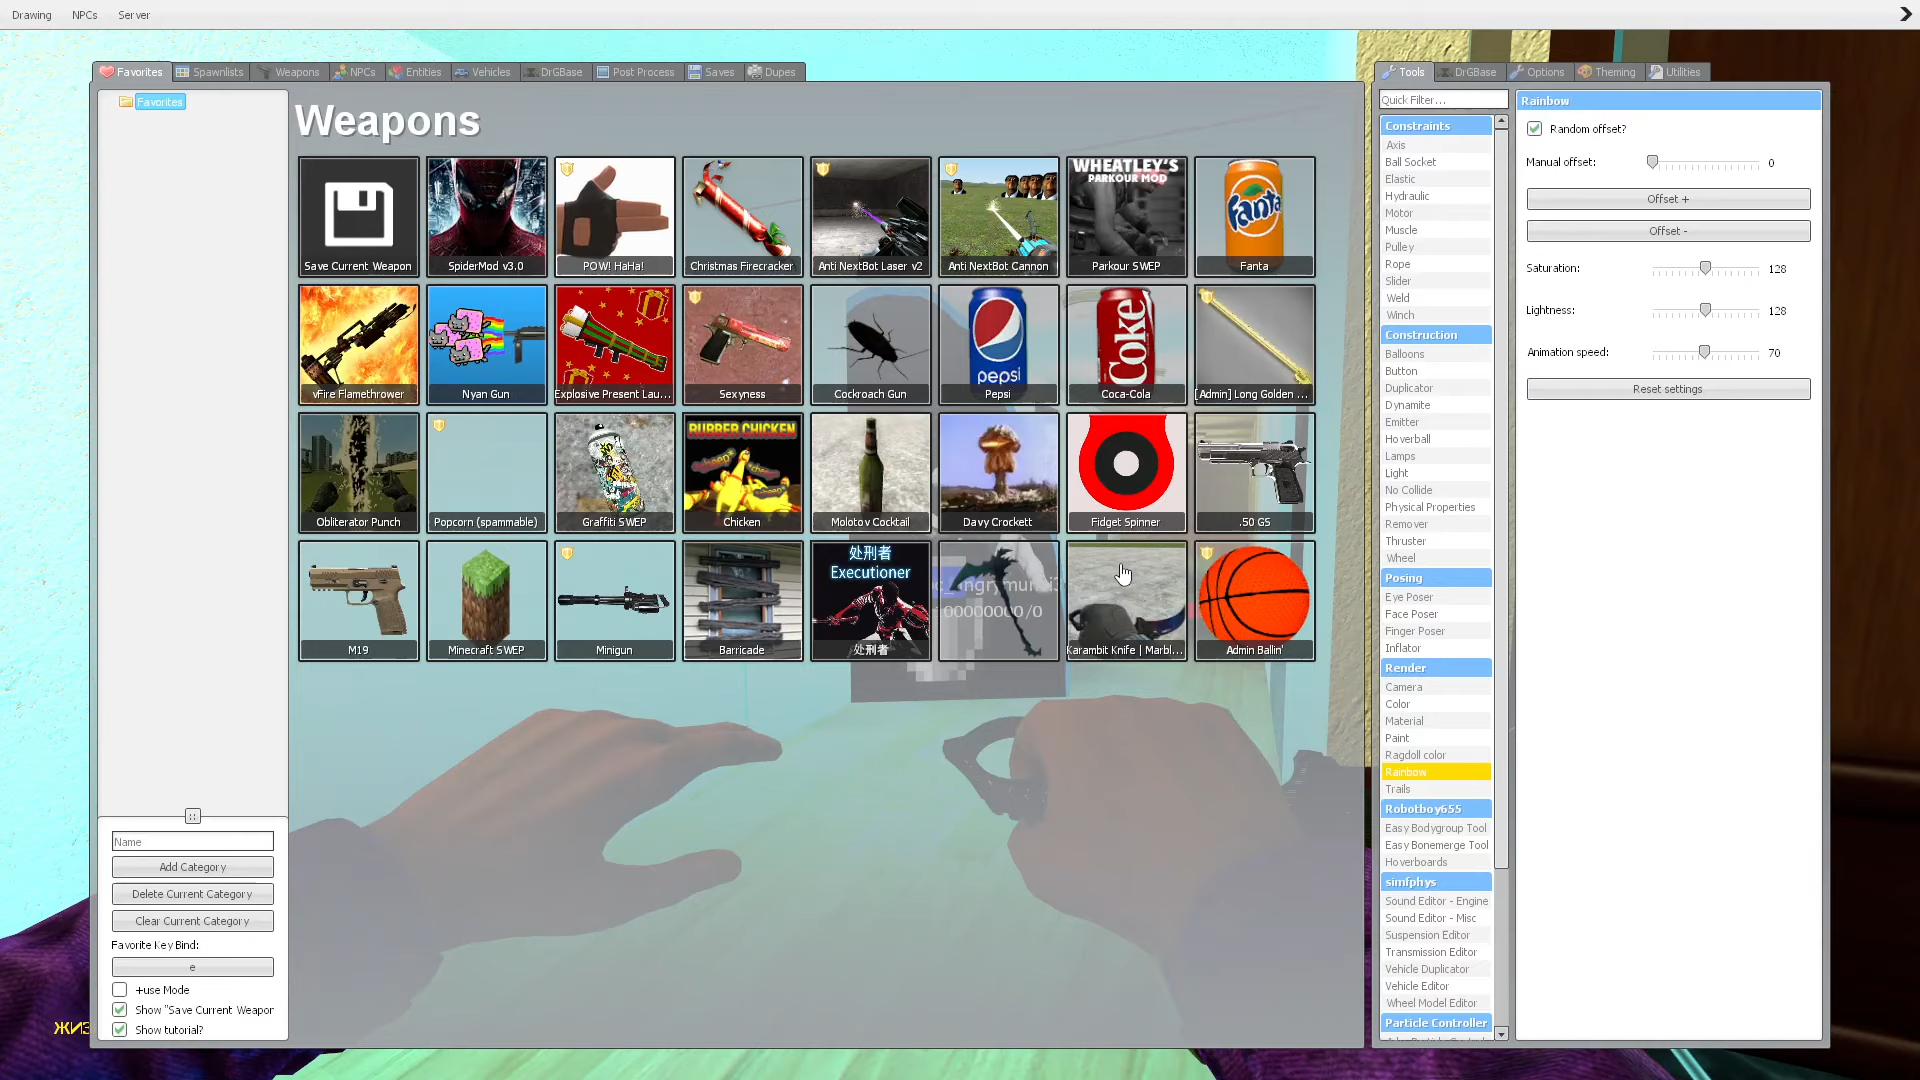 Drawing NPCs Server
Favorites Spawnlists Weapons NPCs Entities Vehicles DrGBase Post Process Saves Dupes
Favorites
Name
Add Category
Delete Current Category
Clear Current Category
Favorite Key Bind:
e
+use Mode
Show "Save Current Weapor
Show tutorial?
ЖИЗ
Weapons
Save Current Weapon
SpiderMod v3.0
POW! HaHa!
Christmas Firecracker
Anti NextBot Laser v2
Anti NextBot Cannon
WHEATLEY'S
PARKOUR MOD
Parkour SWEP
Fanta
Fanta
vFire Flamethrower
Nyan Gun
Explosive Present Lau...
Sexyness
Cockroach Gun
pepsi
Pepsi
Coke
Coca-Cola
[Admin] Long Golden ...
Obliterator Punch
Popcorn (spammable)
Graffiti SWEP
RUBBER CHICKEN
Chicken
Molotov Cocktail
Davy Crockett
Fidget Spinner
.50 GS
M19
Minecraft SWEP
Minigun
Barricade
处刑者
Executioner
处刑者
00000000/0
Karambit Knife | Marbl...
Admin Ballin'
Tools DrGBase Options Theming Utilities
Quick Filter...
Constraints
Axis
Ball Socket
Elastic
Hydraulic
Motor
Muscle
Pulley
Rope
Slider
Weld
Winch
Construction
Balloons
Button
Duplicator
Dynamite
Emitter
Hoverball
Lamps
Light
No Collide
Physical Properties
Remover
Thruster
Wheel
Posing
Eye Poser
Face Poser
Finger Poser
Inflator
Render
Camera
Color
Material
Paint
Ragdoll color
Rainbow
Trails
Robotboy655
Easy Bodygroup Tool
Easy Bonemerge Tool
Hoverboards
simfphys
Sound Editor - Engine
Sound Editor - Misc
Suspension Editor
Transmission Editor
Vehicle Duplicator
Vehicle Editor
Wheel Model Editor
Particle Controller
Rainbow
Random offset?
Manual offset: 0
Offset +
Offset -
Saturation: 128
Lightness: 128
Animation speed: 70
Reset settings